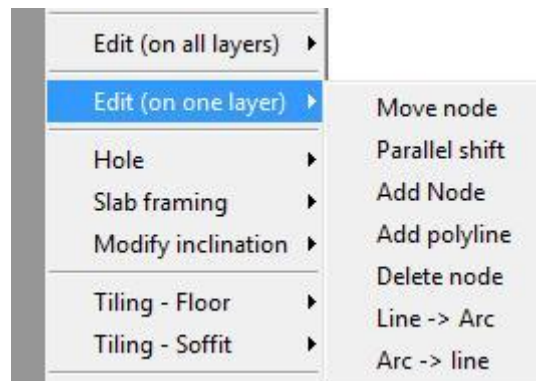 Edit (on all layers)
Edit (on one layer)
Hole
Slab framing
Modify inclination
Tiling - Floor
Tiling - Soffit
Move node
Parallel shift
Add Node
Add polyline
Delete node
Line -> Arc
Arc -> line